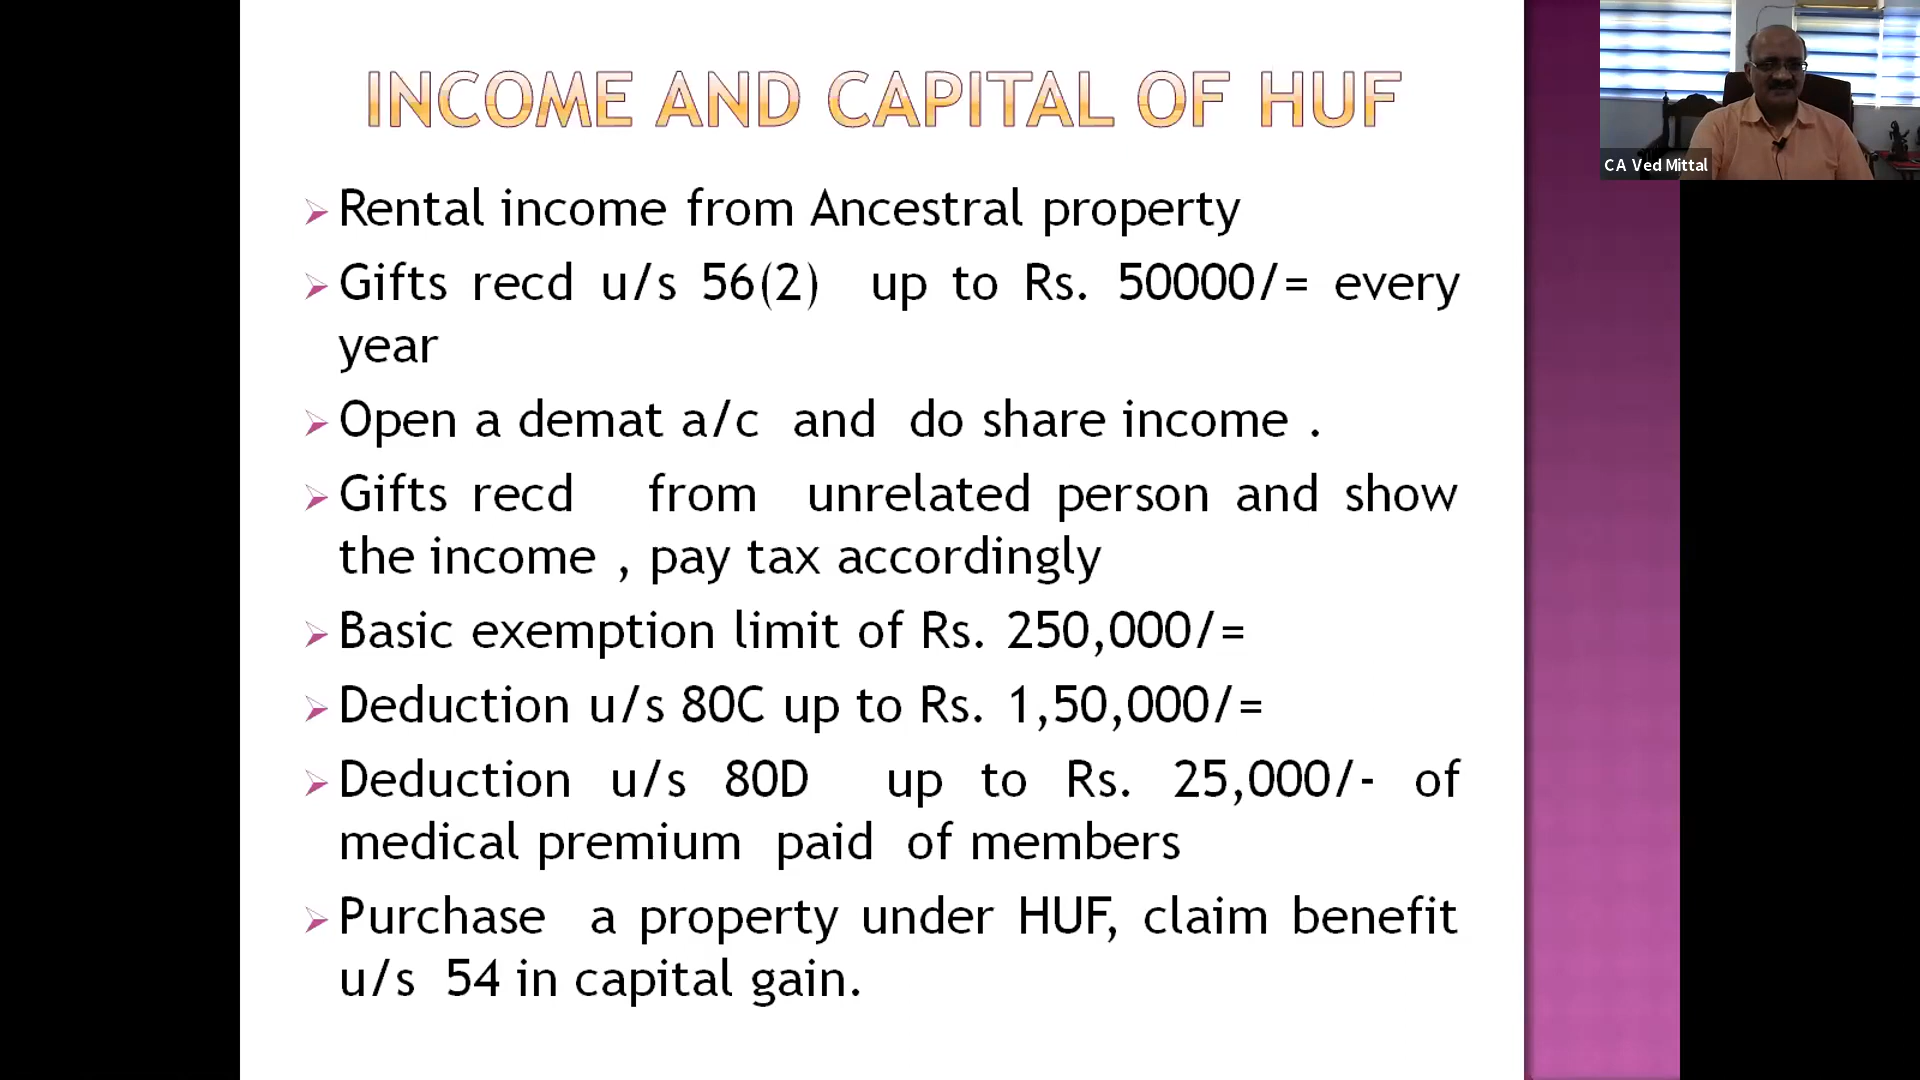 INCOME AND CAPITAL OF HUF
Rental income from Ancestral property
Gifts recd u/s 56(2) up to Rs. 50000/= every
year
Open a demat a/c and do share income .
Gifts recd from unrelated person and show
the income , pay tax accordingly
Basic exemption limit of Rs. 250,000/=
Deduction u/s 80C up to Rs. 1,50,000/=
Deduction u/s 80D up to Rs. 25,000/- of
medical premium paid of members
Purchase a property under HUF, claim benefit
u/s 54 in capital gain.
CA Ved Mittal